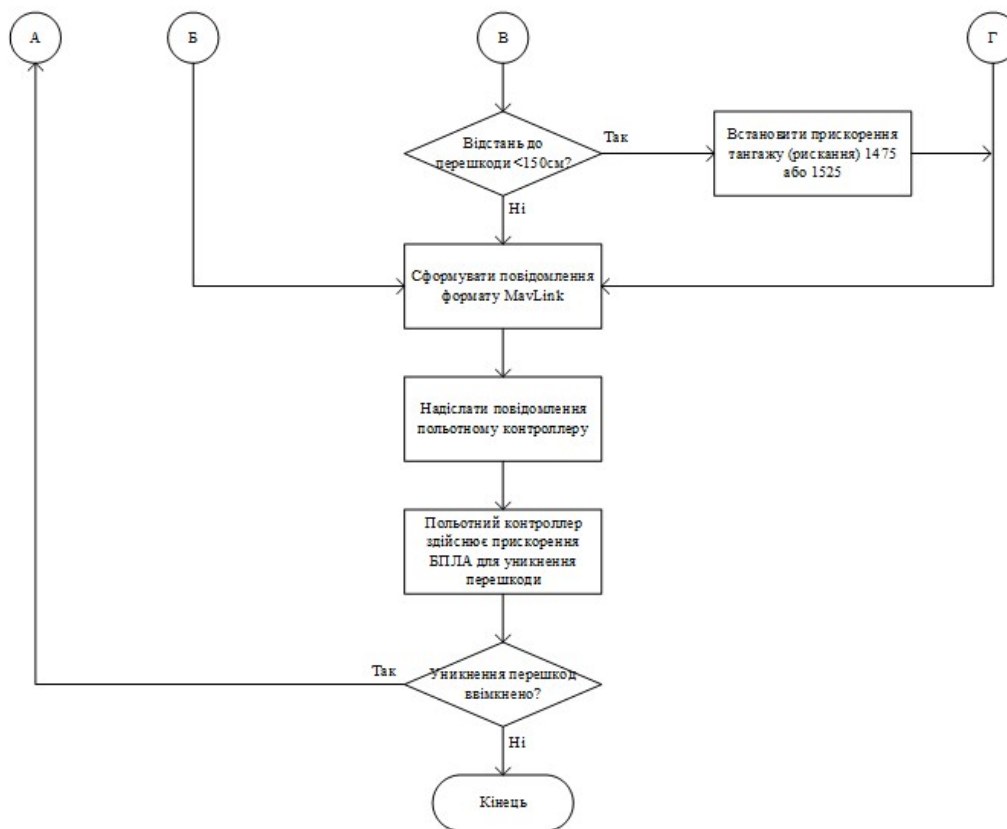 А
Б
В
Г
Відстань до
перешкоди <150см?
Так
Встановити прискорення
тангажу (рискання) 1475
або 1525
Ні
Сформувати повідомлення
формату MavLink
Надіслати повідомлення
польотному контроллеру
Польотний контроллер
здійснює прискорення
БПЛА для уникнення
перешкоди
Так
Уникнення перешкод
ввімкнено?
Ні
Кінець